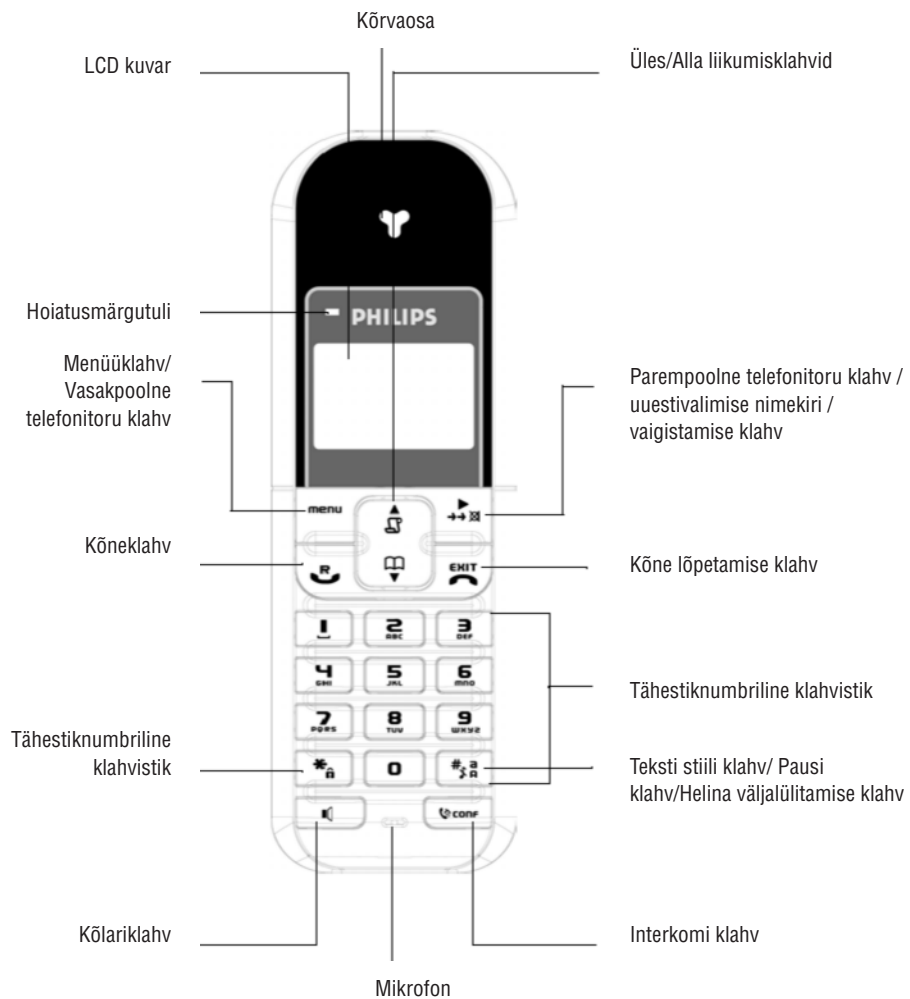 Kõrvaosa
LCD kuvar
Üles/Alla liikumisklahvid
PHILIPS
Hoiatusmärgutuli
Menüüklahv/
Vasakpoolne
telefonitoru klahv
Parempoolne telefonitoru klahv /
uuestivalimise nimekiri /
vaigistamise klahv
menu
Kõneklahv
R
EXIT
Kõne lõpetamise klahv
1 2 ABC 3 DEF
4 GHI 5 JKL 6 MNO
Tähestiknumbriline klahvistik
7 PQRS 8 TUV 9 WXYZ
Tähestiknumbriline
klahvistik
* 0 # a A
Teksti stiili klahv/ Pausi
klahv/Helina väljalülitamise klahv
CONF
Kõlariklahv
Interkomi klahv
Mikrofon